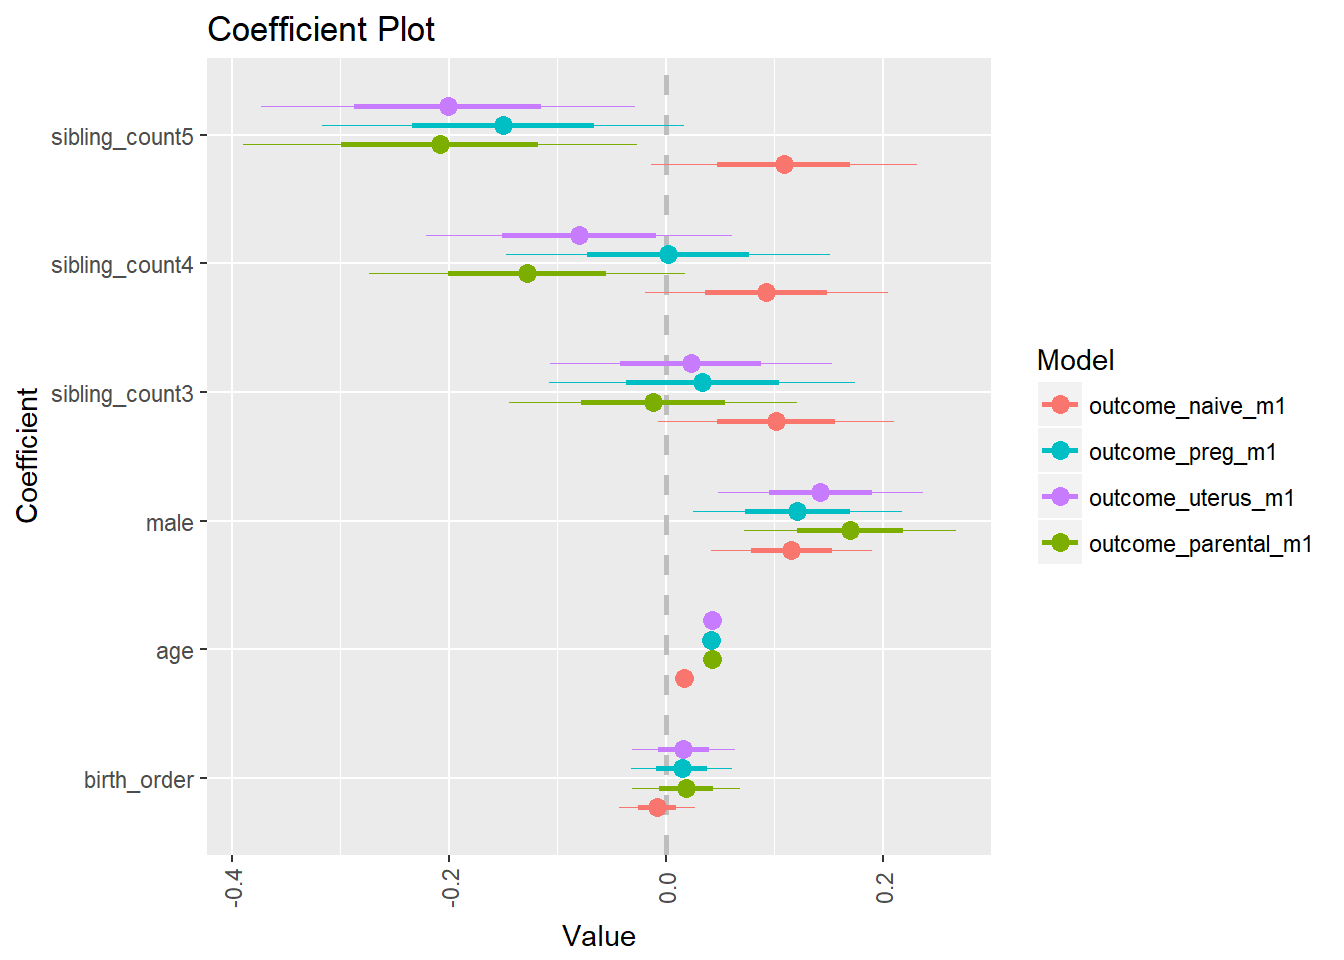 Coefficient Plot
Coefficient
sibling_count5
sibling_count4
sibling_count3
male
age
birth_order
-0.4
-0.2
0.0
0.2
Value
Model
outcome_naive_m1
outcome_preg_m1
outcome_uterus_m1
outcome_parental_m1